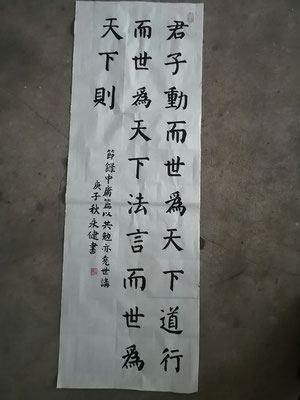 君子動而世爲天下道行
而世爲天下法言而世爲
天下則
節錄中庸篇以共勉亦堯世講
庚子秋永健書